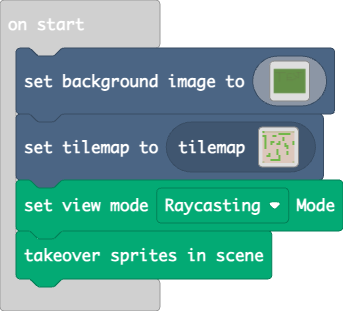 on start
set background image to
set tilemap to tilemap
set view mode Raycasting Mode
takeover sprites in scene